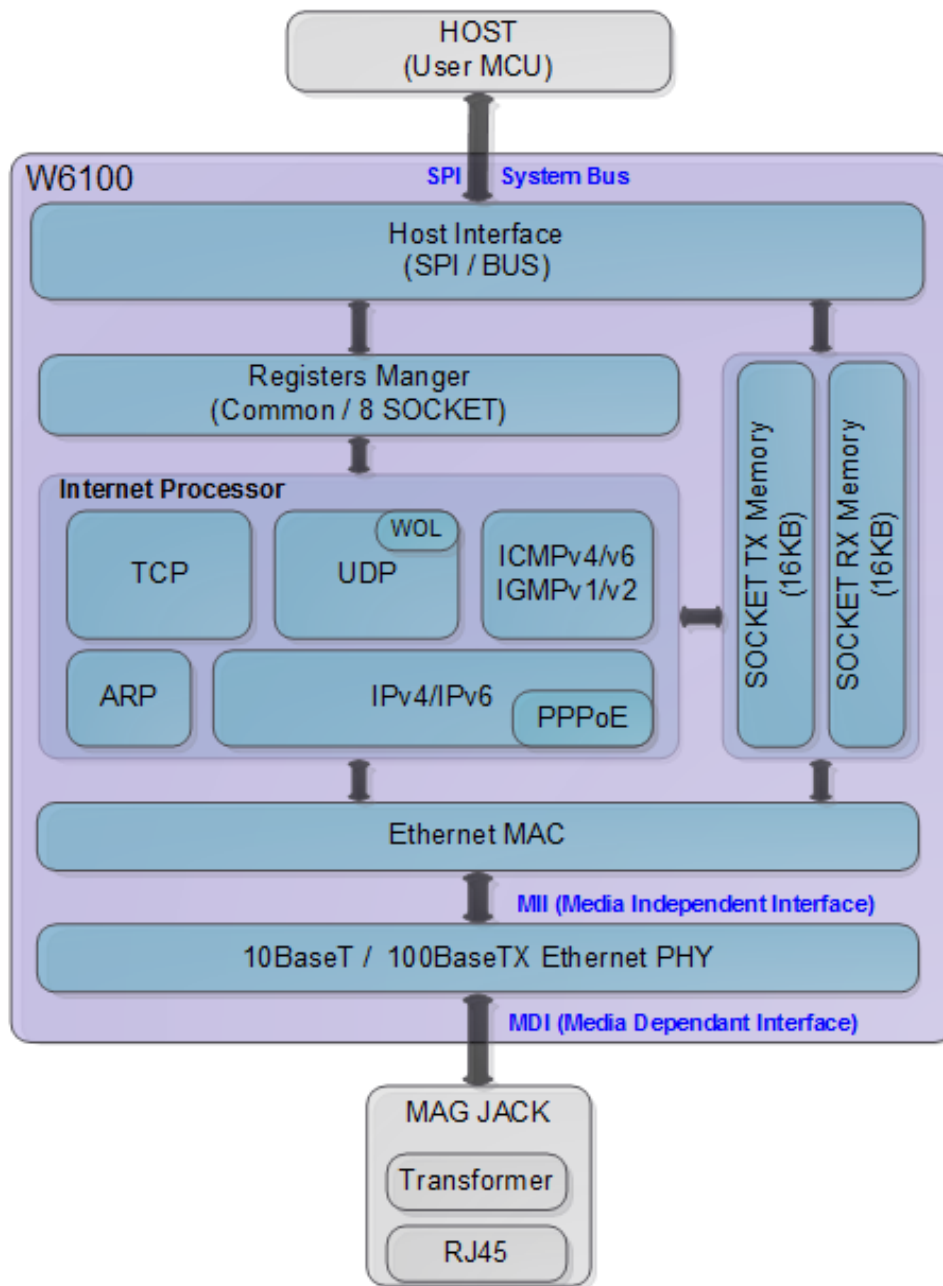 HOST
(User MCU)
W6100
SPI
System Bus
Host Interface
(SPI / BUS)
Registers Manger
(Common / 8 SOCKET)
SOCKET TX Memory
(16KB)
SOCKET RX Memory
(16KB)
Internet Processor
TCP
UDP
WOL
ICMPv4/v6
IGMPv1/v2
ARP
IPv4/IPv6
PPPoE
Ethernet MAC
MII (Media Independent Interface)
10BaseT / 100BaseTX Ethernet PHY
MDI (Media Dependant Interface)
MAG JACK
Transformer
RJ45